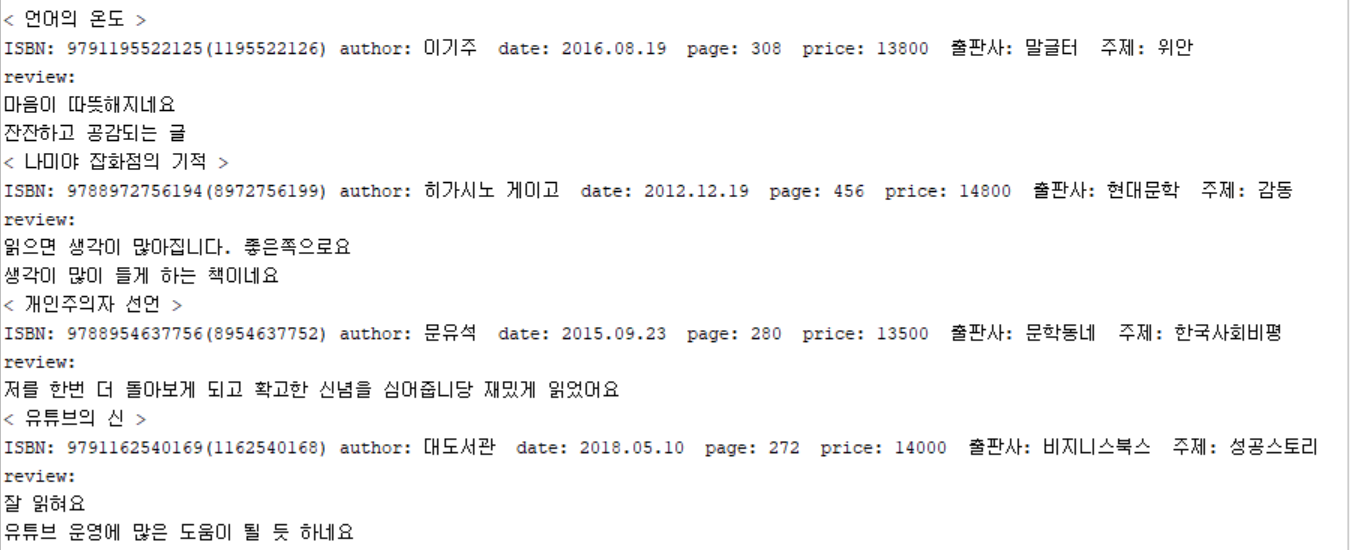 < 언어의 온도 >
ISBN: 9791195522125(1195522126) author: 이기주  date: 2016.08.19  page: 308  price: 13800  출판사: 말글터  주제: 위안
review:
마음이 따뜻해지네요
잔잔하고 공감되는 글
< 나미야 잡화점의 기적 >
ISBN: 9788972756194(8972756199) author: 히가시노 게이고  date: 2012.12.19  page: 456  price: 14800  출판사: 현대문학  주제: 감동
review:
읽으면 생각이 많아집니다. 좋은쪽으로요
생각이 많이 들게 하는 책이네요
< 개인주의자 선언 >
ISBN: 9788954637756(8954637752) author: 문유석  date: 2015.09.23  page: 280  price: 13500  출판사: 문학동네  주제: 한국사회비평
review:
저를 한번 더 돌아보게 되고 확고한 신념을 심어줍니당 재밌게 읽었어요
< 유튜브의 신 >
ISBN: 9791162540169(1162540168) author: 대도서관  date: 2018.05.10  page: 272  price: 14000  출판사: 비지니스북스  주제: 성공스토리
review:
잘 읽혀요
유튜브 운영에 많은 도움이 될 듯 하네요